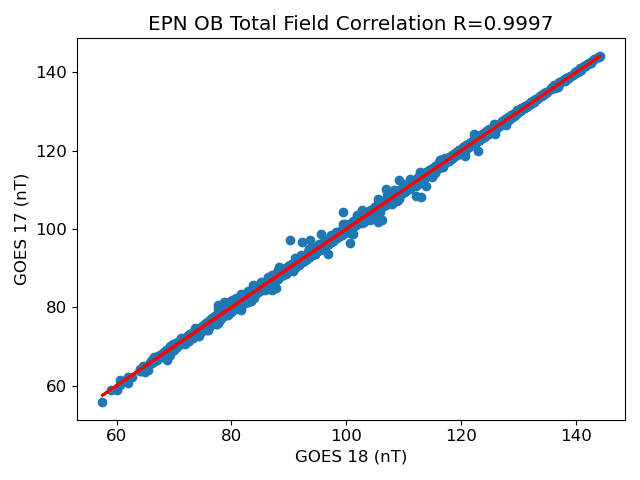 EPN OB Total Field Correlation R=0.9997
140
120
100
80
60
GOES 17 (nT)
60 80 100 120 140
GOES 18 (nT)